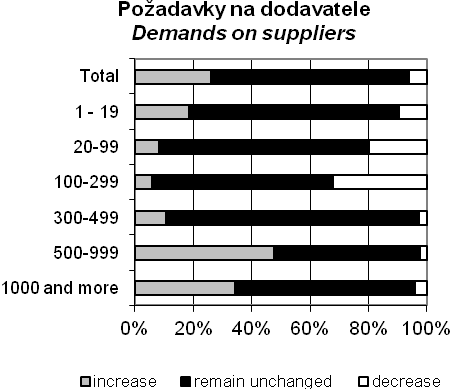 Požadavky na dodavatele
Demands on suppliers
Total
1 - 19
20-99
100-299
300-499
500-999
1000 and more
0% 20% 40% 60% 80% 100%
increase remain unchanged decrease